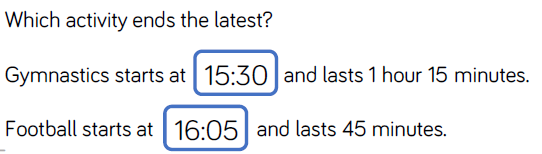 Which activity ends the latest?
Gymnastics starts at 15:30 and lasts 1 hour 15 minutes.
Football starts at 16:05 and lasts 45 minutes.